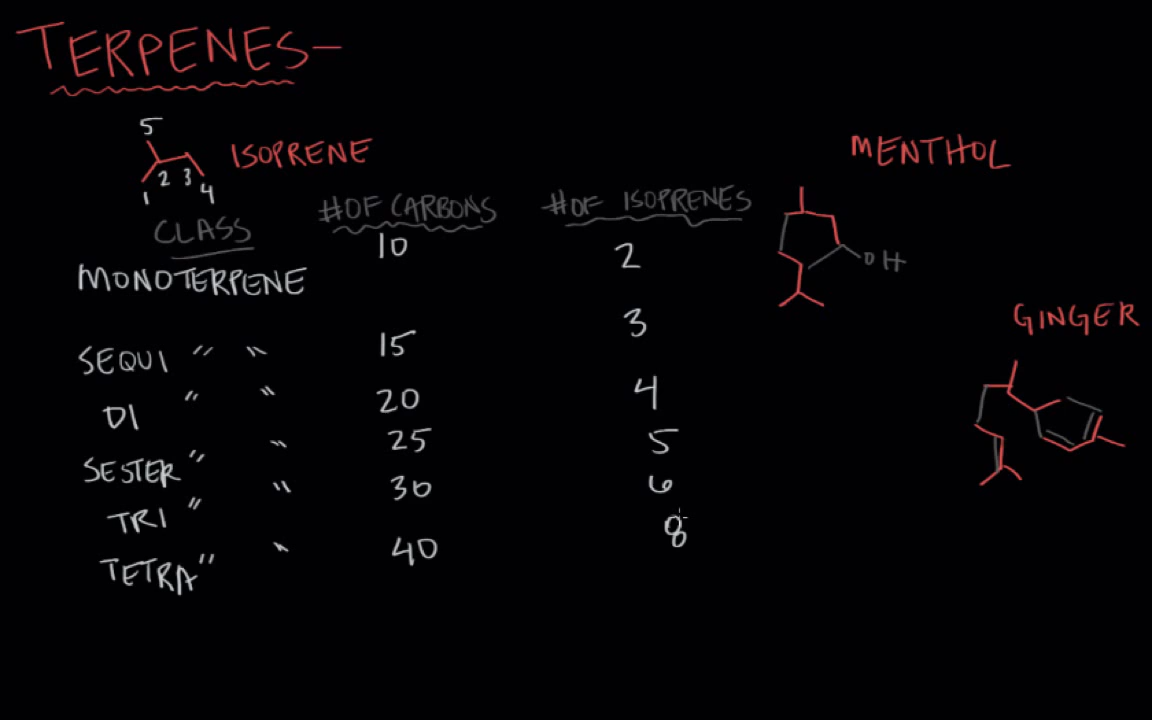 TERPENES-
5
ISOPRENE
1 2 3 4
MENTHOL
CLASS #OF CARBONS #OF ISOPRENES
MONOTERPENE 10 2
OH
SEQUI " " 15 3
GINGER
DI " " 20 4
SESTER " " 25 5
TRI " " 30 6
TETRA " " 40 8